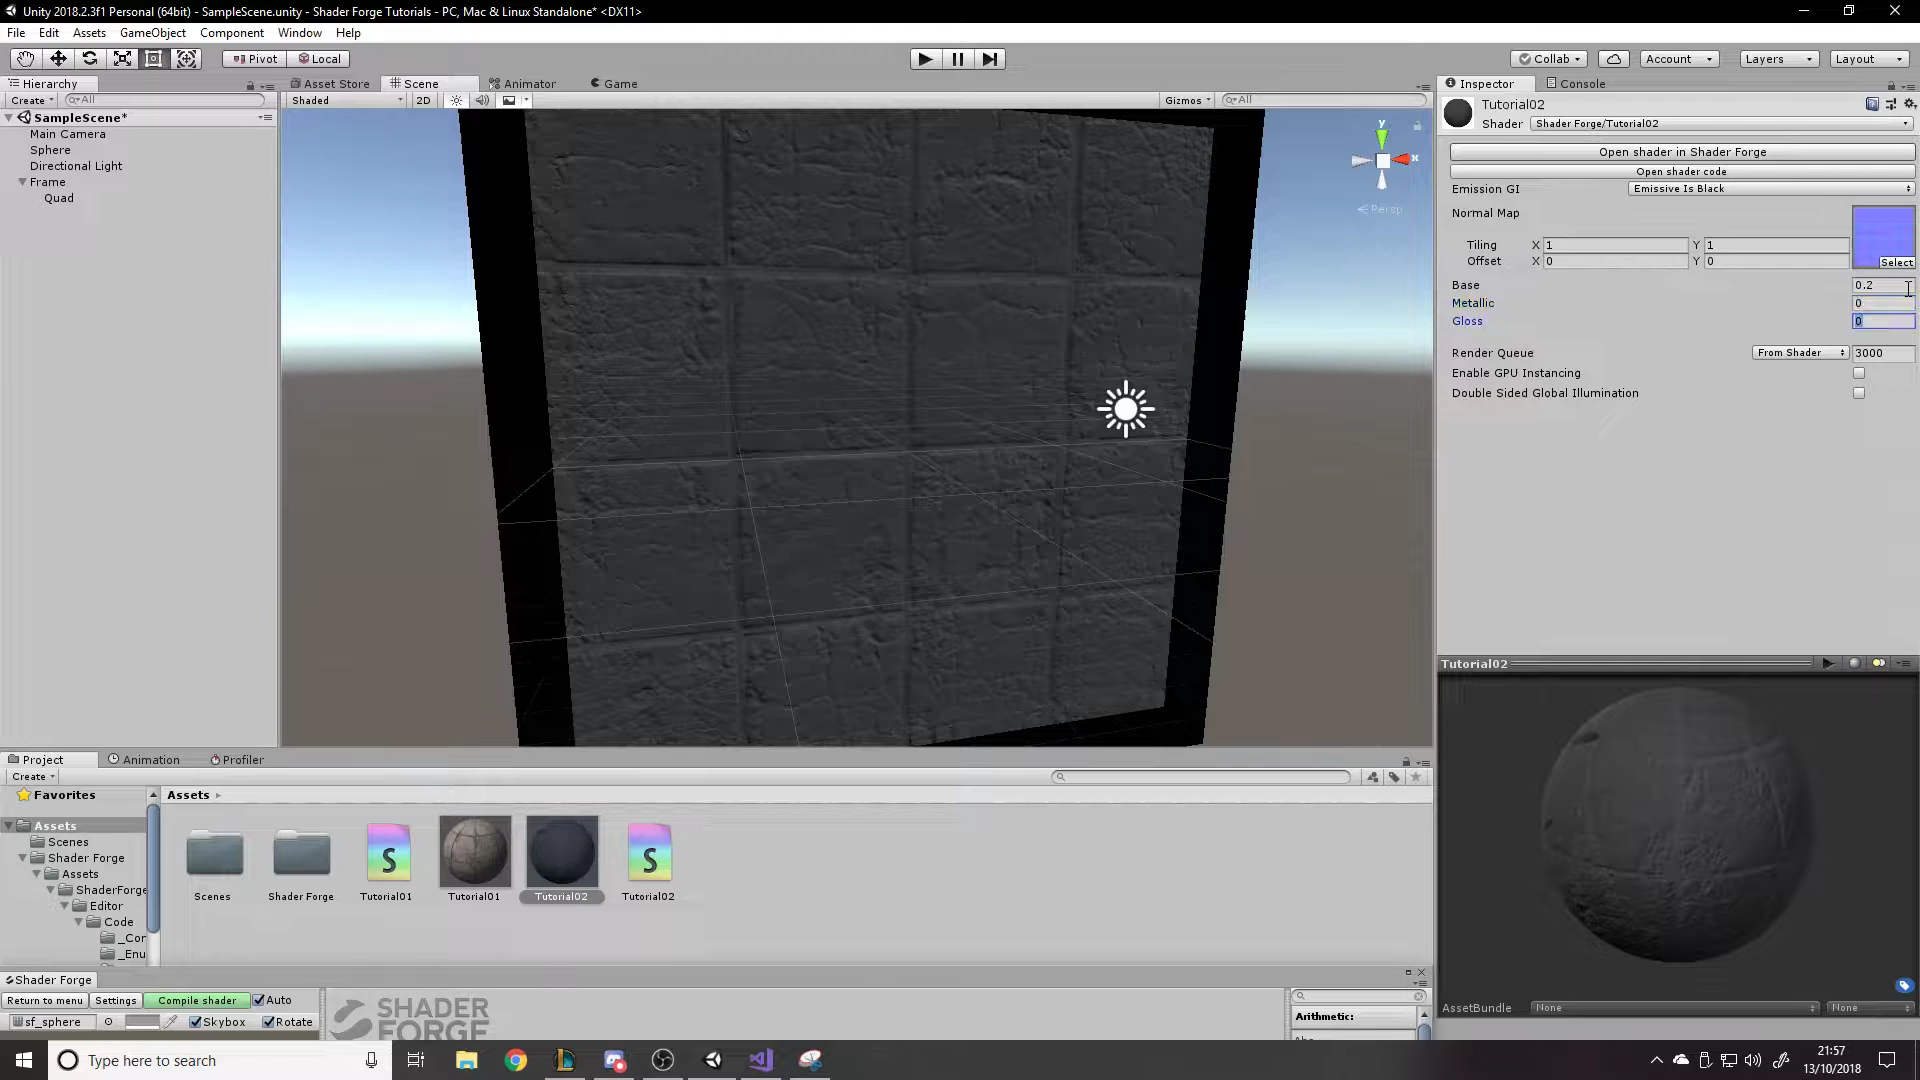 Unity 2018.2.3f1 Personal (64bit) - SampleScene.unity - Shader Forge Tutorials - PC, Mac & Linux Standalone* <DX11>
File Edit Assets GameObject Component Window Help
Pivot Local Collab Account Layers Layout
Hierarchy Asset Store Scene Animator Game Inspector Console
Create All Shaded 2D Gizmos All
SampleScene*
Main Camera
Sphere
Directional Light
Frame
Quad
y
x
Persp
Tutorial02
Shader Shader Forge/Tutorial02
Open shader in Shader Forge
Open shader code
Emission GI Emissive Is Black
Normal Map
Tiling X 1 Y 1
Offset X 0 Y 0
Select
Base 0.2
Metallic 0
Gloss 0
Render Queue From Shader 3000
Enable GPU Instancing
Double Sided Global Illumination
Tutorial02
AssetBundle None None
Project Animation Profiler
Create
Favorites
Assets
Scenes
Shader Forge
Assets
ShaderForge
Editor
Code
_Cor
_Enu
Assets
S S
Scenes Shader Forge Tutorial01 Tutorial01 Tutorial02 Tutorial02
Shader Forge
Return to menu Settings Compile shader Auto
sf_sphere Skybox Rotate
SHADER
FORGE
Arithmetic:
Type here to search
21:57
13/10/2018